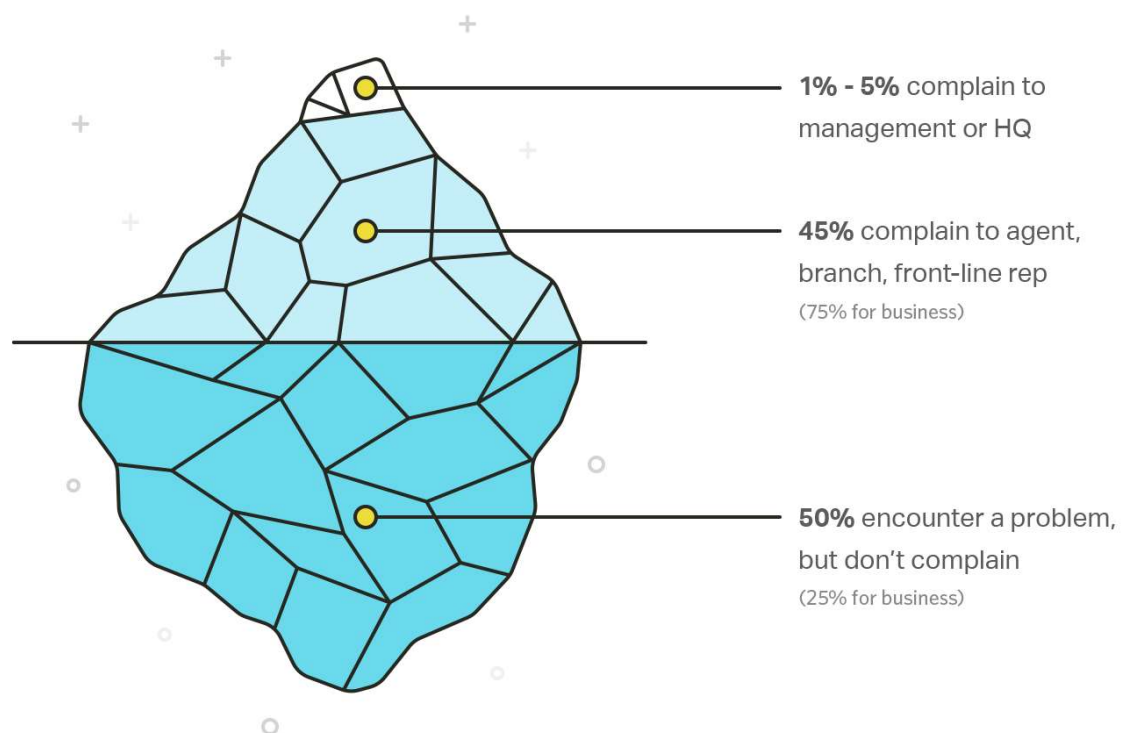 1% - 5% complain to
management or HQ
45% complain to agent,
branch, front-line rep
(75% for business)
50% encounter a problem,
but don’t complain
(25% for business)